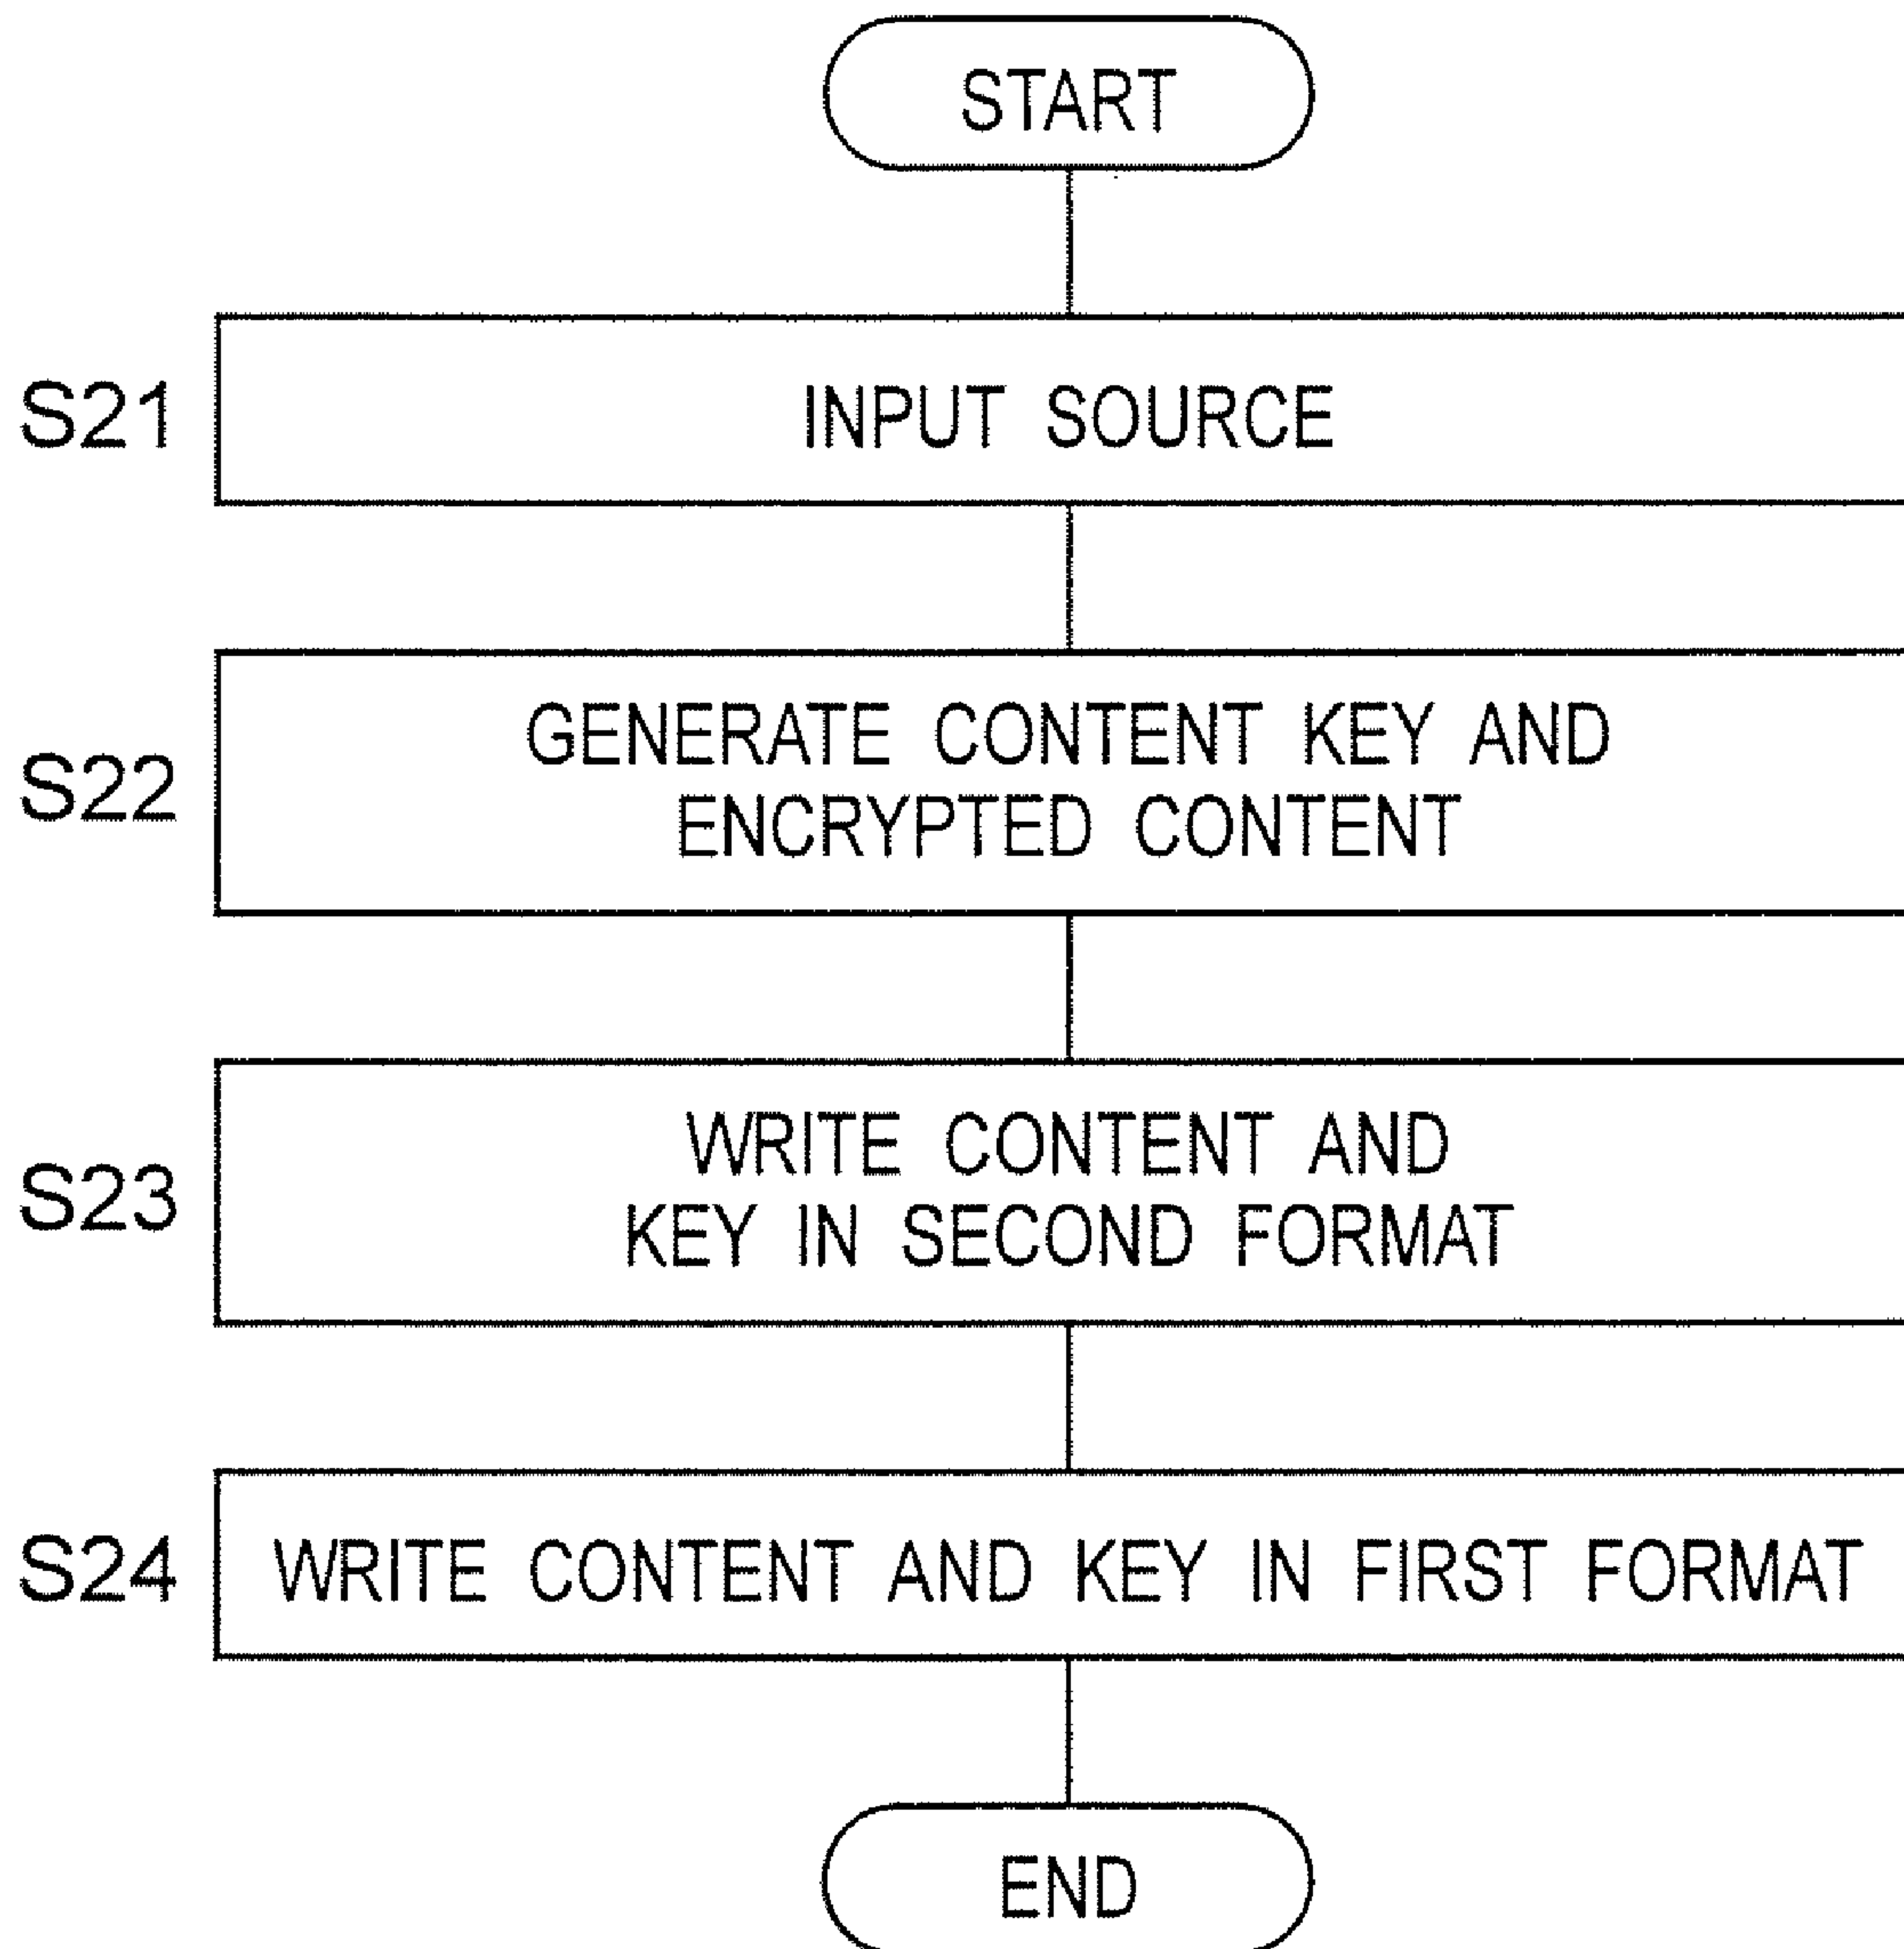 START
S21
INPUT SOURCE
S22
GENERATE CONTENT KEY AND
ENCRYPTED CONTENT
S23
WRITE CONTENT AND
KEY IN SECOND FORMAT
S24
WRITE CONTENT AND KEY IN FIRST FORMAT
END